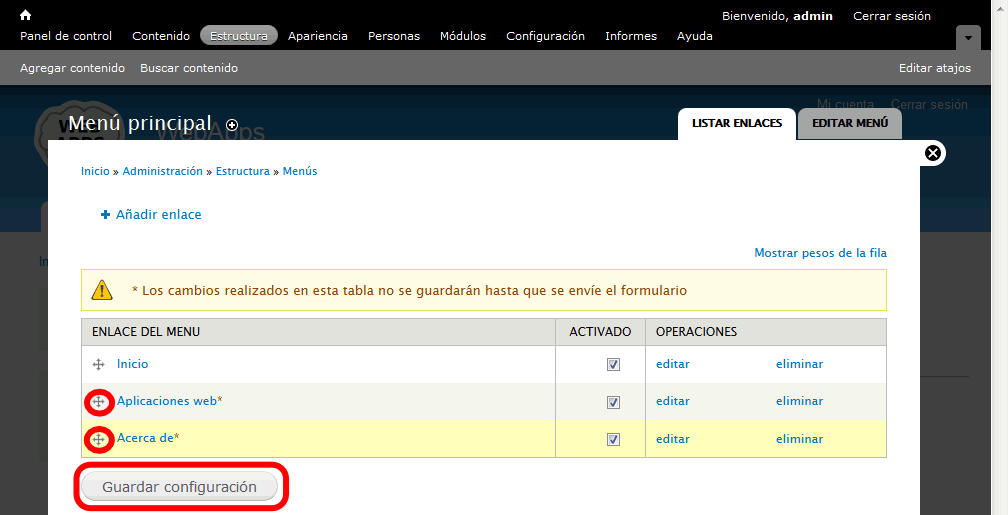 Bienvenido, admin Cerrar sesión
Panel de control Contenido Estructura Apariencia Personas Módulos Configuración Informes Ayuda
Agregar contenido Buscar contenido Editar atajos
Mi cuenta Cerrar sesión
WebApps
Menú principal LISTAR ENLACES EDITAR MENÚ
Inicio » Administración » Estructura » Menús
Añadir enlace
Mostrar pesos de la fila
* Los cambios realizados en esta tabla no se guardarán hasta que se envíe el formulario
ENLACE DEL MENU ACTIVADO OPERACIONES
Inicio editar eliminar
Aplicaciones web* editar eliminar
Acerca de* editar eliminar
Guardar configuración